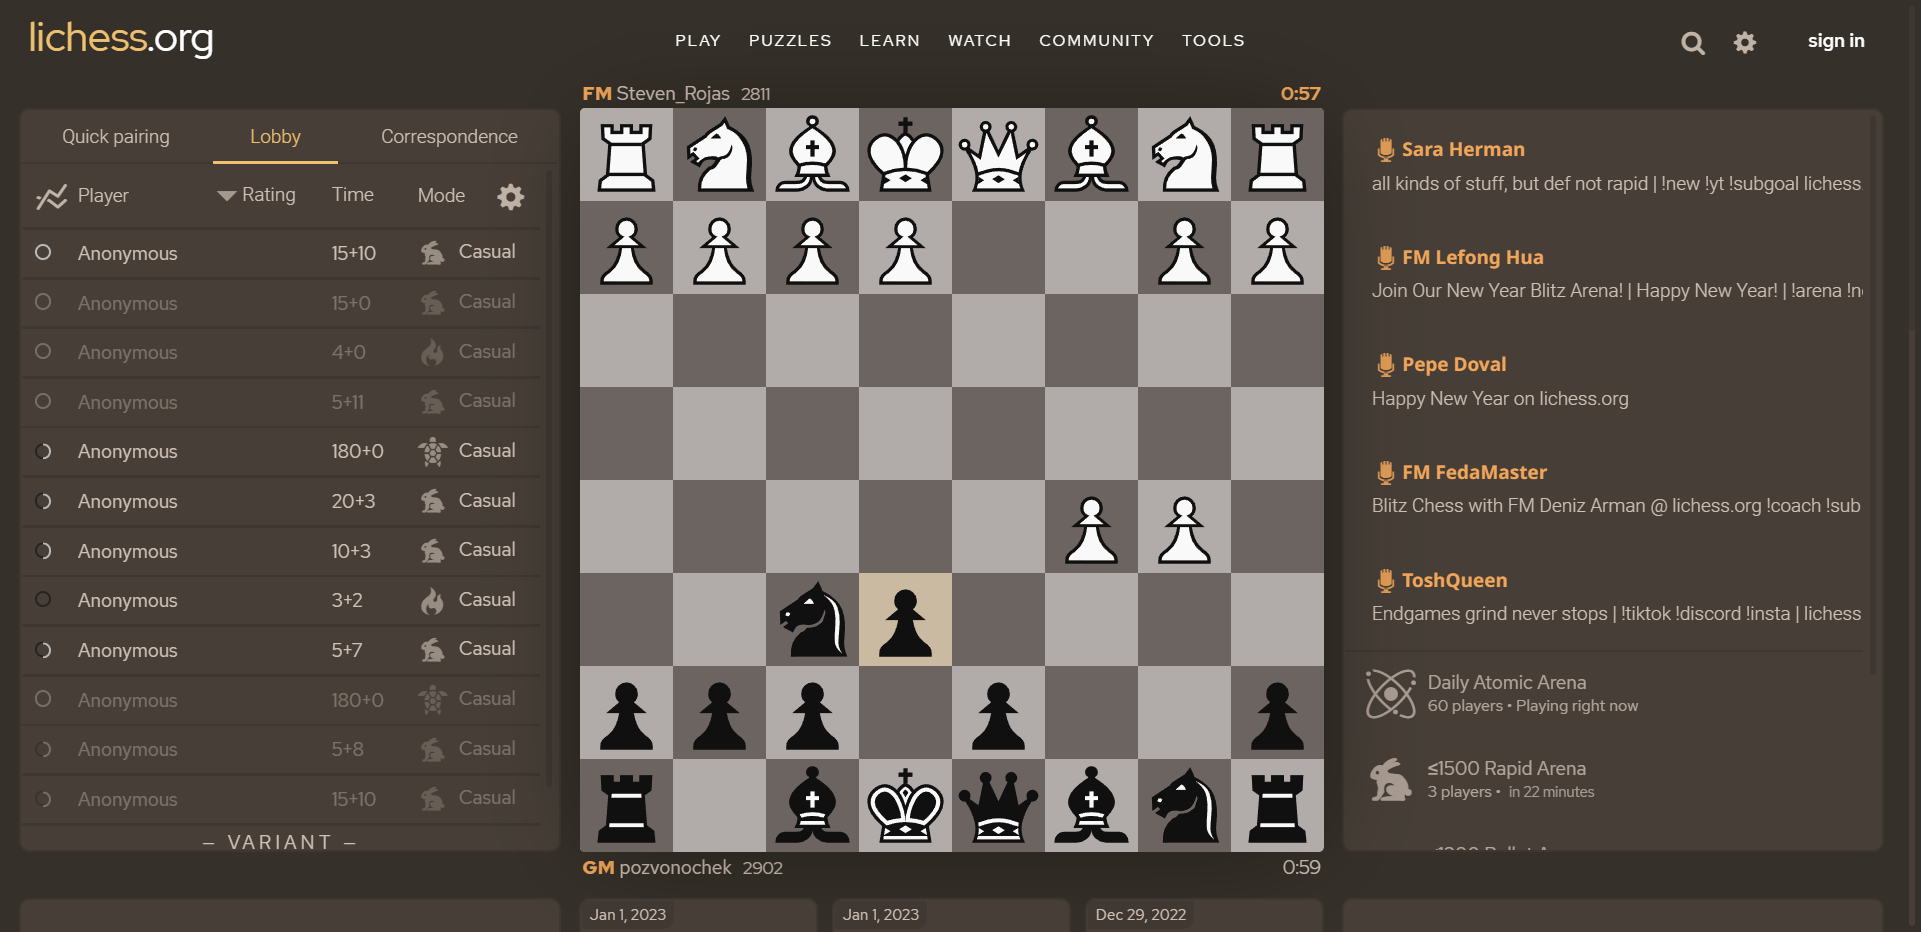 lichess.org
PLAY PUZZLES LEARN WATCH COMMUNITY TOOLS
sign in
Quick pairing Lobby Correspondence
Player Rating Time Mode
Anonymous 15+10 Casual
Anonymous 15+0 Casual
Anonymous 4+0 Casual
Anonymous 5+11 Casual
Anonymous 180+0 Casual
Anonymous 20+3 Casual
Anonymous 10+3 Casual
Anonymous 3+2 Casual
Anonymous 5+7 Casual
Anonymous 180+0 Casual
Anonymous 5+8 Casual
Anonymous 15+10 Casual
– VARIANT –
FM Steven_Rojas 2811 0:57
GM pozvonochek 2902 0:59
Jan 1, 2023
Jan 1, 2023
Dec 29, 2022
Sara Herman
all kinds of stuff, but def not rapid | !new !yt !subgoal lichess
FM Lefong Hua
Join Our New Year Blitz Arena! | Happy New Year! | !arena
Pepe Doval
Happy New Year on lichess.org
FM FedaMaster
Blitz Chess with FM Deniz Arman @ lichess.org !coach !sub
ToshQueen
Endgames grind never stops | !tiktok !discord !insta | lichess
Daily Atomic Arena
60 players • Playing right now
≤1500 Rapid Arena
3 players • in 22 minutes